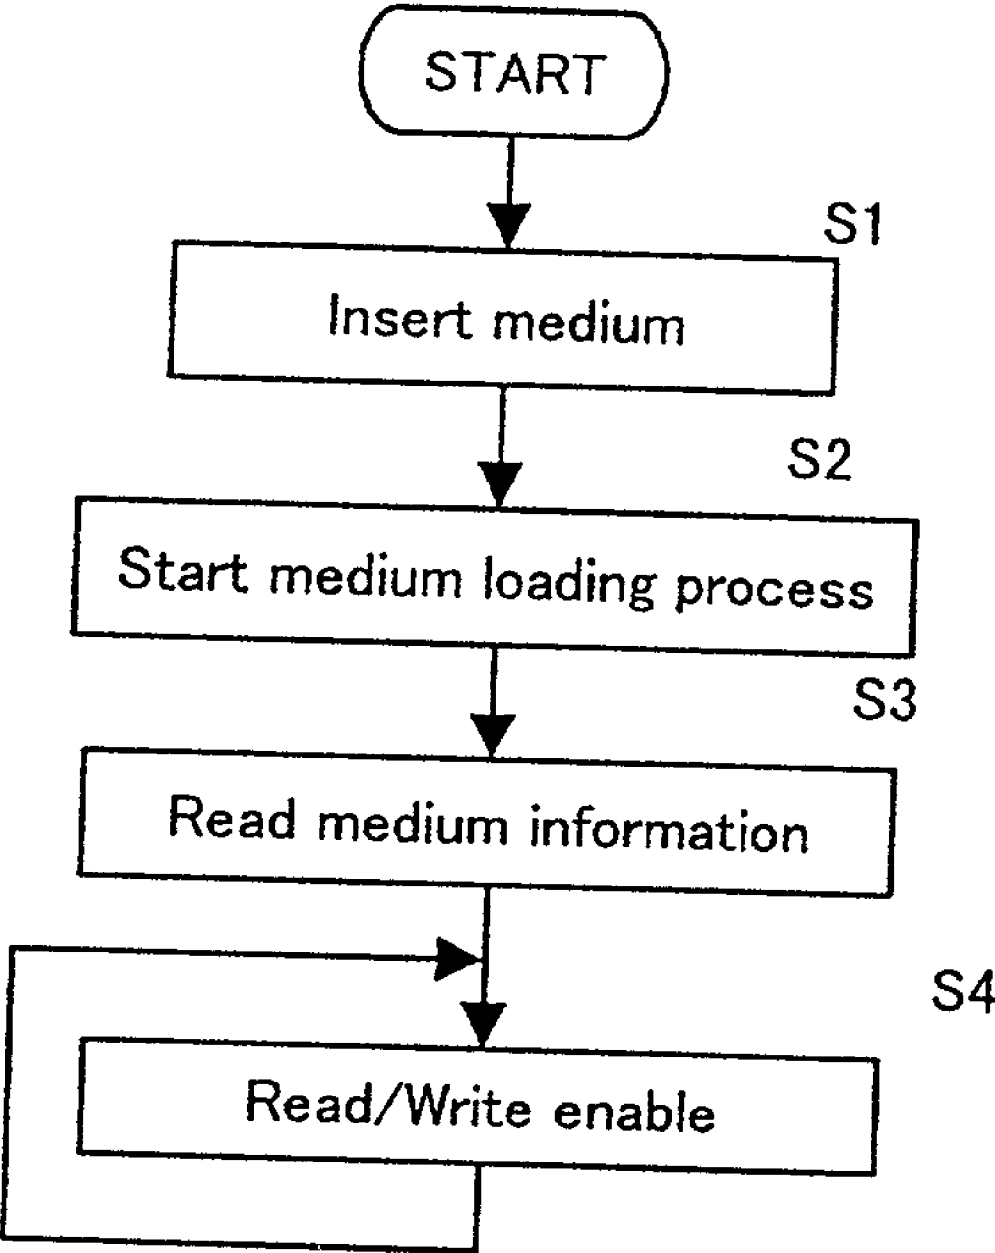 START
S1
Insert medium
S2
Start medium loading process
S3
Read medium information
S4
Read/Write enable